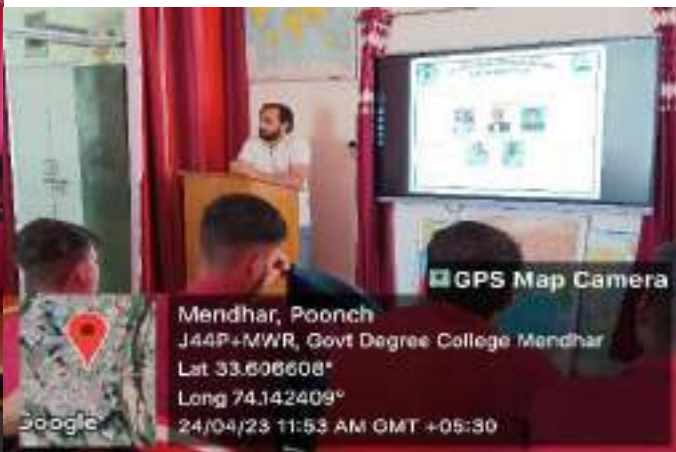 GPS Map Camera
Mendhar, Poonch
J44P+MWR, Govt Degree College Mendhar
Lat 33.606608°
Long 74.142409°
24/04/23 11:53 AM GMT +05:30
Google